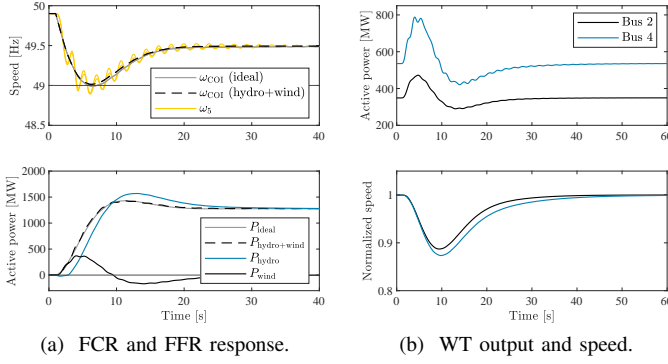 50
49.5
49
48.5
Speed [Hz]
0 10 20 30 40
ω_COI (ideal)
ω_COI (hydro+wind)
ω_5
2000
1500
1000
500
0
Active power [MW]
P_ideal
P_hydro+wind
P_hydro
P_wind
0 10 20 30 40
Time [s]
(a) FCR and FFR response.
800
600
400
200
Active power [MW]
Bus 2
Bus 4
0 10 20 30 40 50 60
1
0.9
0.8
Normalized speed
0 10 20 30 40 50 60
Time [s]
(b) WT output and speed.